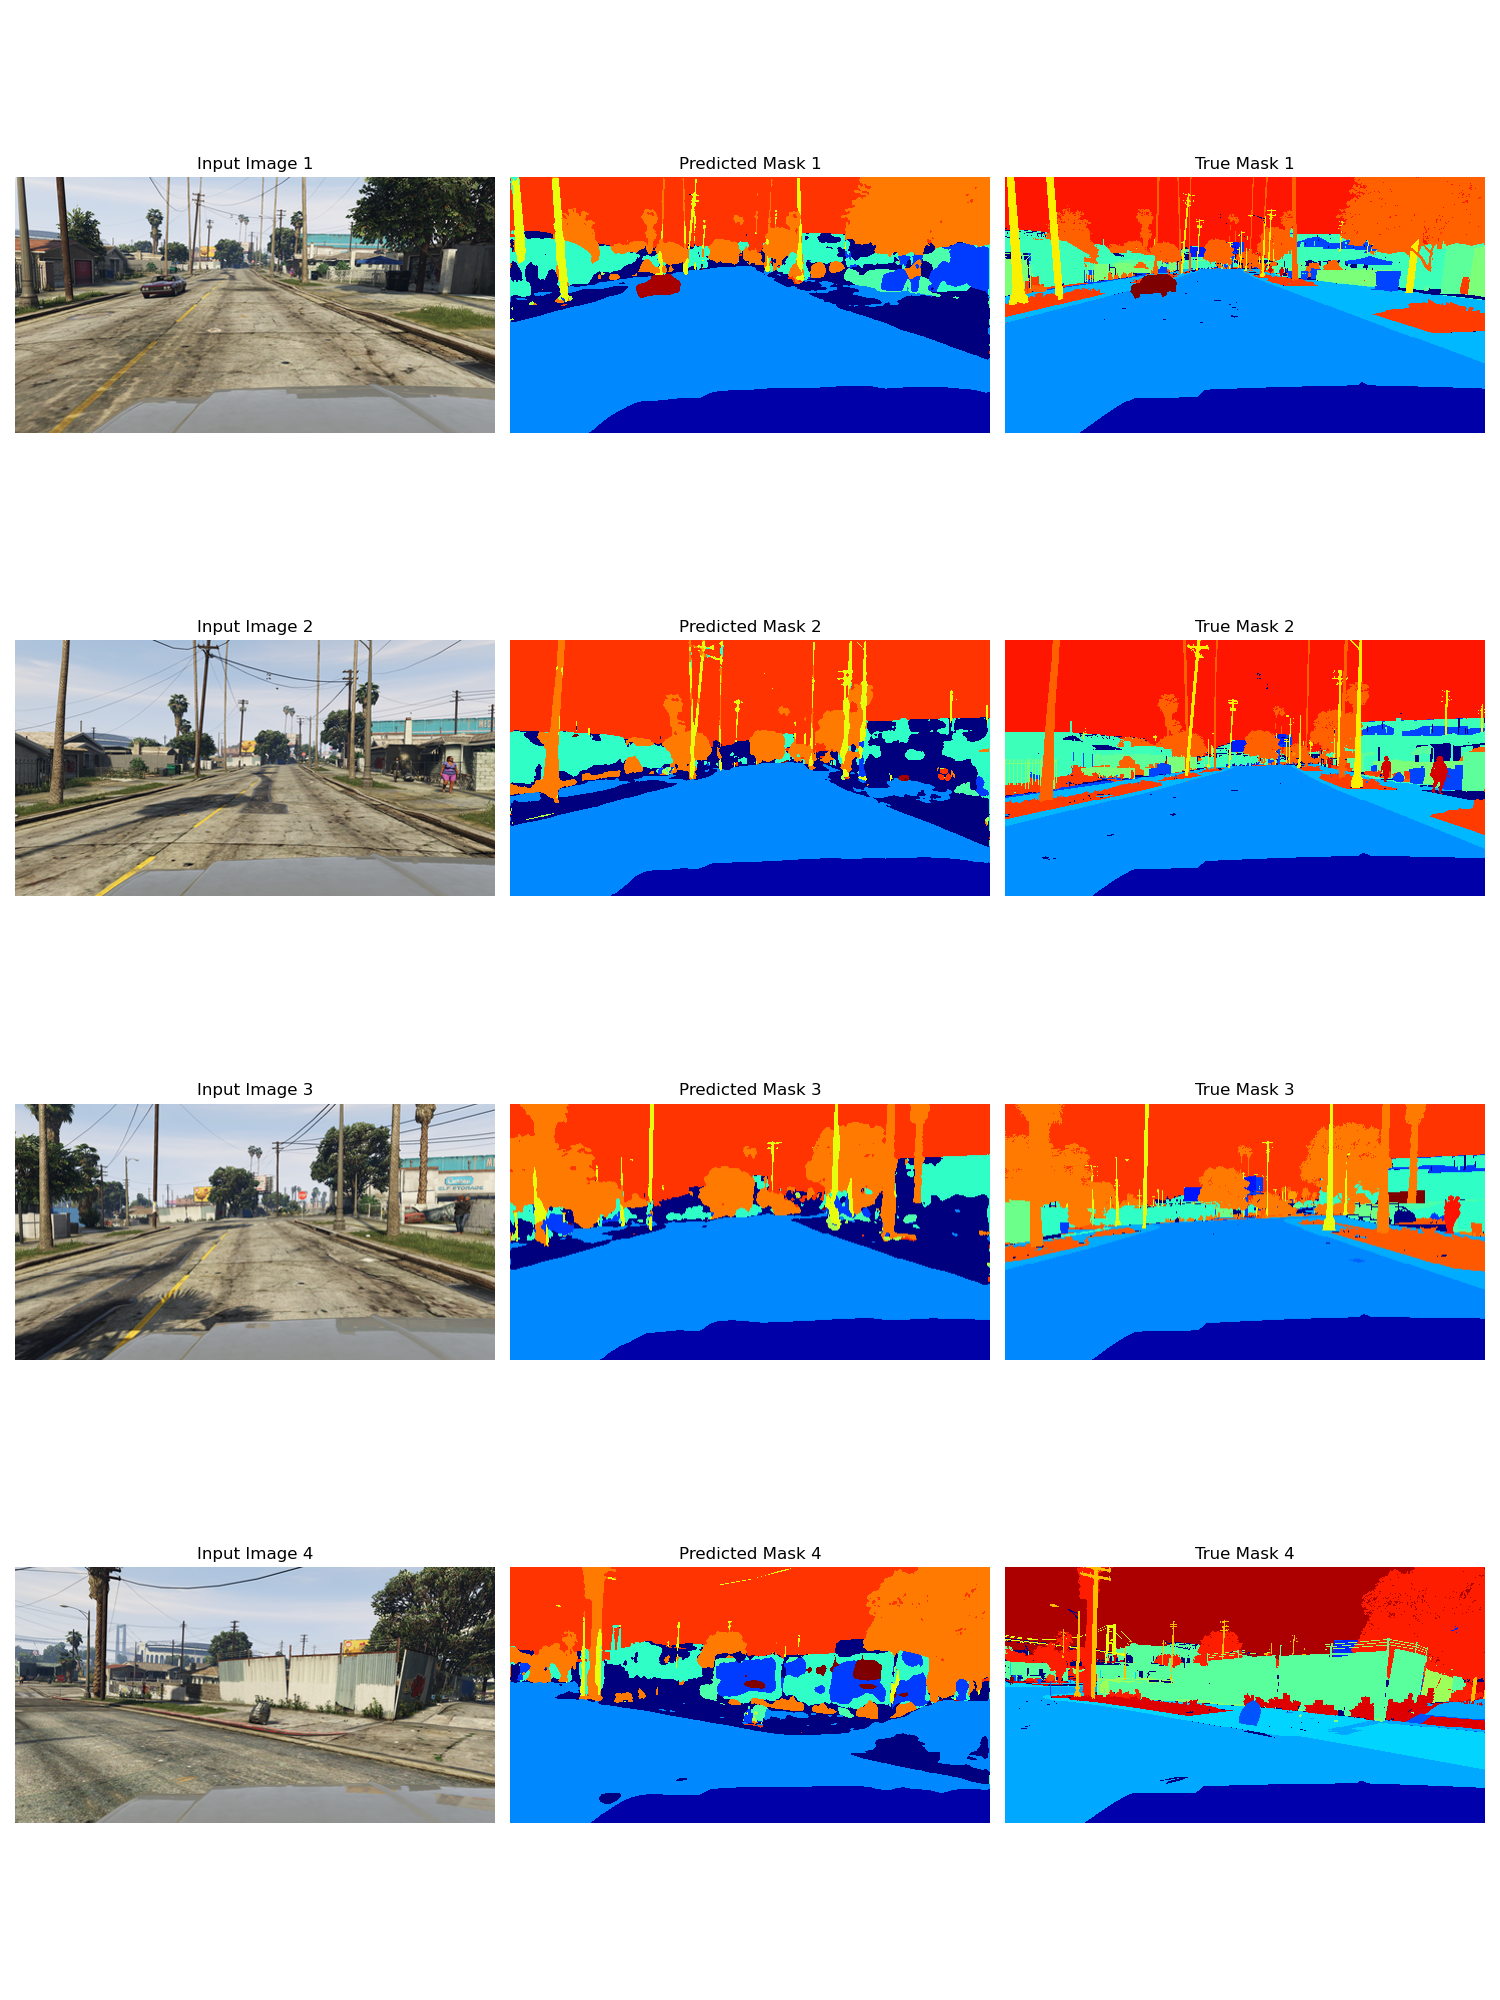 Input Image 1
Predicted Mask 1
True Mask 1
Input Image 2
Predicted Mask 2
True Mask 2
Input Image 3
Predicted Mask 3
True Mask 3
Input Image 4
Predicted Mask 4
True Mask 4